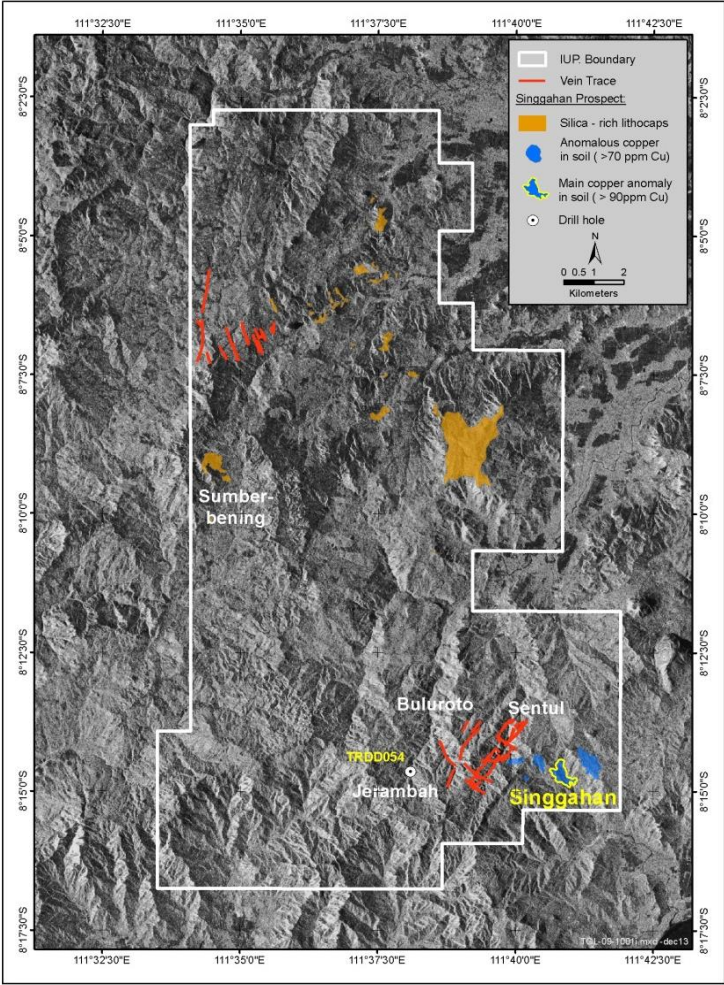 111°32'30"E 111°35'0"E 111°37'30"E 111°40'0"E 111°42'30"E
IUP. Boundary
Vein Trace
Singgahan Prospect:
Silica - rich lithocaps
Anomalous copper
in soil ( >70 ppm Cu)
Main copper anomaly
in soil ( > 90ppm Cu)
Drill hole
N
0 0.5 1 2
Kilometers
8°2'30"S 8°2'30"S
8°5'0"S 8°5'0"S
8°7'30"S 8°7'30"S
Sumber-
bening
8°10'0"S 8°10'0"S
8°12'30"S 8°12'30"S
Buluroto Sentul
TRDD054
Jerambah
8°15'0"S 8°15'0"S
Singgahan
8°17'30"S 8°17'30"S
TGL-09-1001i.mxd -dec13
111°32'30"E 111°35'0"E 111°37'30"E 111°40'0"E 111°42'30"E